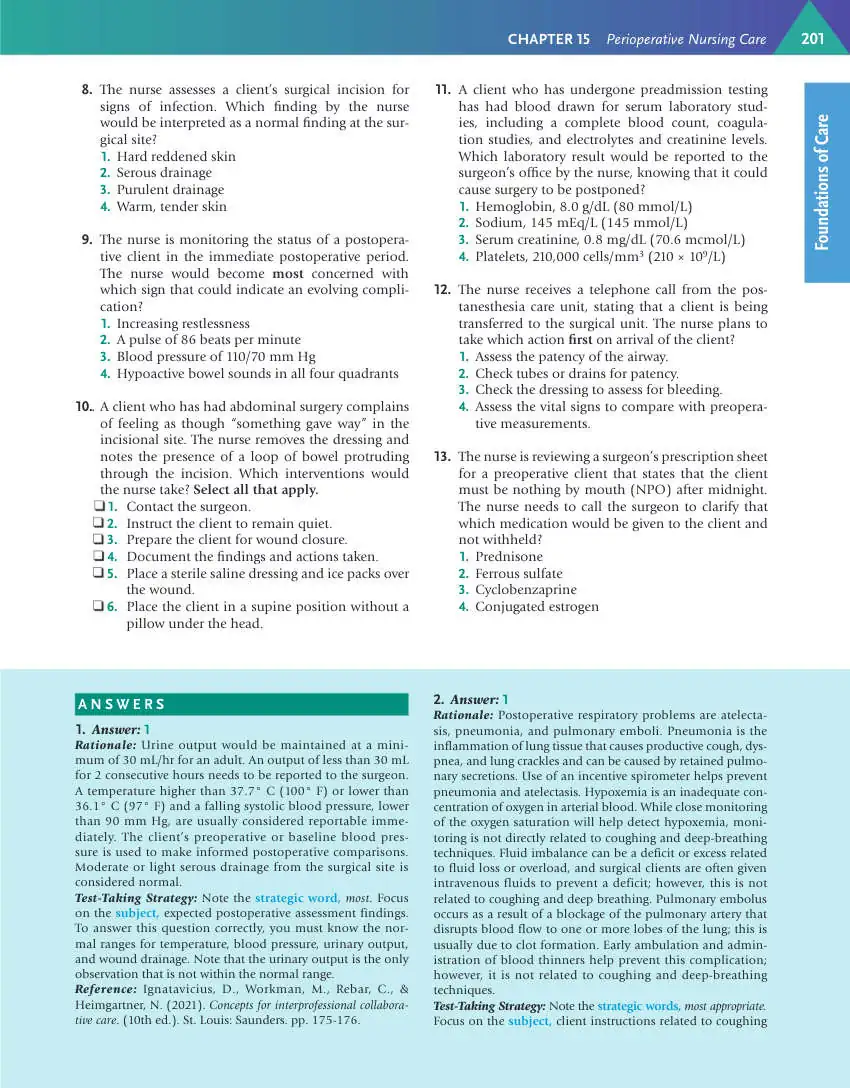 CHAPTER 15 Perioperative Nursing Care 201
8. The nurse assesses a client's surgical incision for
signs of infection. Which finding by the nurse
would be interpreted as a normal finding at the sur-
gical site?
1. Hard reddened skin
2. Serous drainage
3. Purulent drainage
4. Warm, tender skin
9. The nurse is monitoring the status of a postopera-
tive client in the immediate postoperative period.
The nurse would become most concerned with
which sign that could indicate an evolving compli-
cation?
1. Increasing restlessness
2. A pulse of 86 beats per minute
3. Blood pressure of 110/70 mm Hg
4. Hypoactive bowel sounds in all four quadrants
10.. A client who has had abdominal surgery complains
of feeling as though “something gave way” in the
incisional site. The nurse removes the dressing and
notes the presence of a loop of bowel protruding
through the incision. Which interventions would
the nurse take? Select all that apply.
❑ 1. Contact the surgeon.
❑ 2. Instruct the client to remain quiet.
❑ 3. Prepare the client for wound closure.
❑ 4. Document the findings and actions taken.
❑ 5. Place a sterile saline dressing and ice packs over
the wound.
❑ 6. Place the client in a supine position without a
pillow under the head.
11. A client who has undergone preadmission testing
has had blood drawn for serum laboratory stud-
ies, including a complete blood count, coagula-
tion studies, and electrolytes and creatinine levels.
Which laboratory result would be reported to the
surgeon's office by the nurse, knowing that it could
cause surgery to be postponed?
1. Hemoglobin, 8.0 g/dL (80 mmol/L)
2. Sodium, 145 mEq/L (145 mmol/L)
3. Serum creatinine, 0.8 mg/dL (70.6 mcmol/L)
4. Platelets, 210,000 cells/mm³ (210 × 10⁹/L)
12. The nurse receives a telephone call from the pos-
tanesthesia care unit, stating that a client is being
transferred to the surgical unit. The nurse plans to
take which action first on arrival of the client?
1. Assess the patency of the airway.
2. Check tubes or drains for patency.
3. Check the dressing to assess for bleeding.
4. Assess the vital signs to compare with preopera-
tive measurements.
13. The nurse is reviewing a surgeon's prescription sheet
for a preoperative client that states that the client
must be nothing by mouth (NPO) after midnight.
The nurse needs to call the surgeon to clarify that
which medication would be given to the client and
not withheld?
1. Prednisone
2. Ferrous sulfate
3. Cyclobenzaprine
4. Conjugated estrogen
Foundations of Care
ANSWERS
1. Answer: 1
Rationale: Urine output would be maintained at a mini-
mum of 30 mL/hr for an adult. An output of less than 30 mL
for 2 consecutive hours needs to be reported to the surgeon.
A temperature higher than 37.7° C (100° F) or lower than
36.1° C (97° F) and a falling systolic blood pressure, lower
than 90 mm Hg, are usually considered reportable imme-
diately. The client's preoperative or baseline blood pres-
sure is used to make informed postoperative comparisons.
Moderate or light serous drainage from the surgical site is
considered normal.
Test-Taking Strategy: Note the strategic word, most. Focus
on the subject, expected postoperative assessment findings.
To answer this question correctly, you must know the nor-
mal ranges for temperature, blood pressure, urinary output,
and wound drainage. Note that the urinary output is the only
observation that is not within the normal range.
Reference: Ignatavicius, D., Workman, M., Rebar, C., &
Heimgartner, N. (2021). Concepts for interprofessional collabora-
tive care. (10th ed.). St. Louis: Saunders. pp. 175-176.
2. Answer: 1
Rationale: Postoperative respiratory problems are atelecta-
sis, pneumonia, and pulmonary emboli. Pneumonia is the
inflammation of lung tissue that causes productive cough, dys-
pnea, and lung crackles and can be caused by retained pulmo-
nary secretions. Use of an incentive spirometer helps prevent
pneumonia and atelectasis. Hypoxemia is an inadequate con-
centration of oxygen in arterial blood. While close monitoring
of the oxygen saturation will help detect hypoxemia, moni-
toring is not directly related to coughing and deep-breathing
techniques. Fluid imbalance can be a deficit or excess related
to fluid loss or overload, and surgical clients are often given
intravenous fluids to prevent a deficit; however, this is not
related to coughing and deep breathing. Pulmonary embolus
occurs as a result of a blockage of the pulmonary artery that
disrupts blood flow to one or more lobes of the lung; this is
usually due to clot formation. Early ambulation and admin-
istration of blood thinners help prevent this complication;
however, it is not related to coughing and deep-breathing
techniques.
Test-Taking Strategy: Note the strategic words, most appropriate.
Focus on the subject, client instructions related to coughing